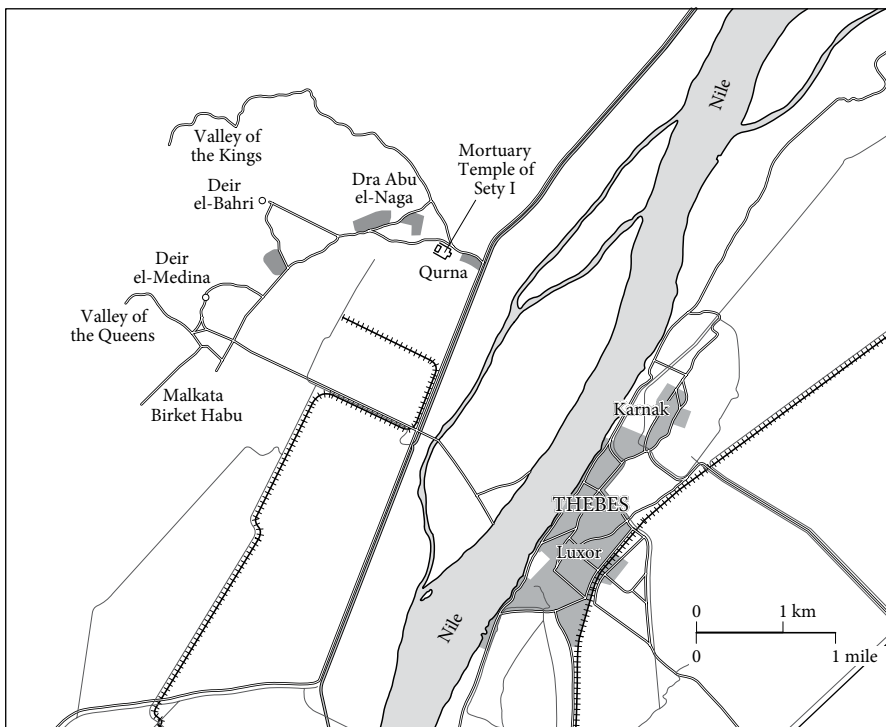 Nile
Valley of
the Kings
Mortuary
Temple of
Sety I
Dra Abu
el-Naga
Deir
el-Bahri
Qurna
Deir
el-Medina
Valley of
the Queens
Malkata
Birket Habu
Karnak
THEBES
Luxor
Nile
0 1 km
0 1 mile